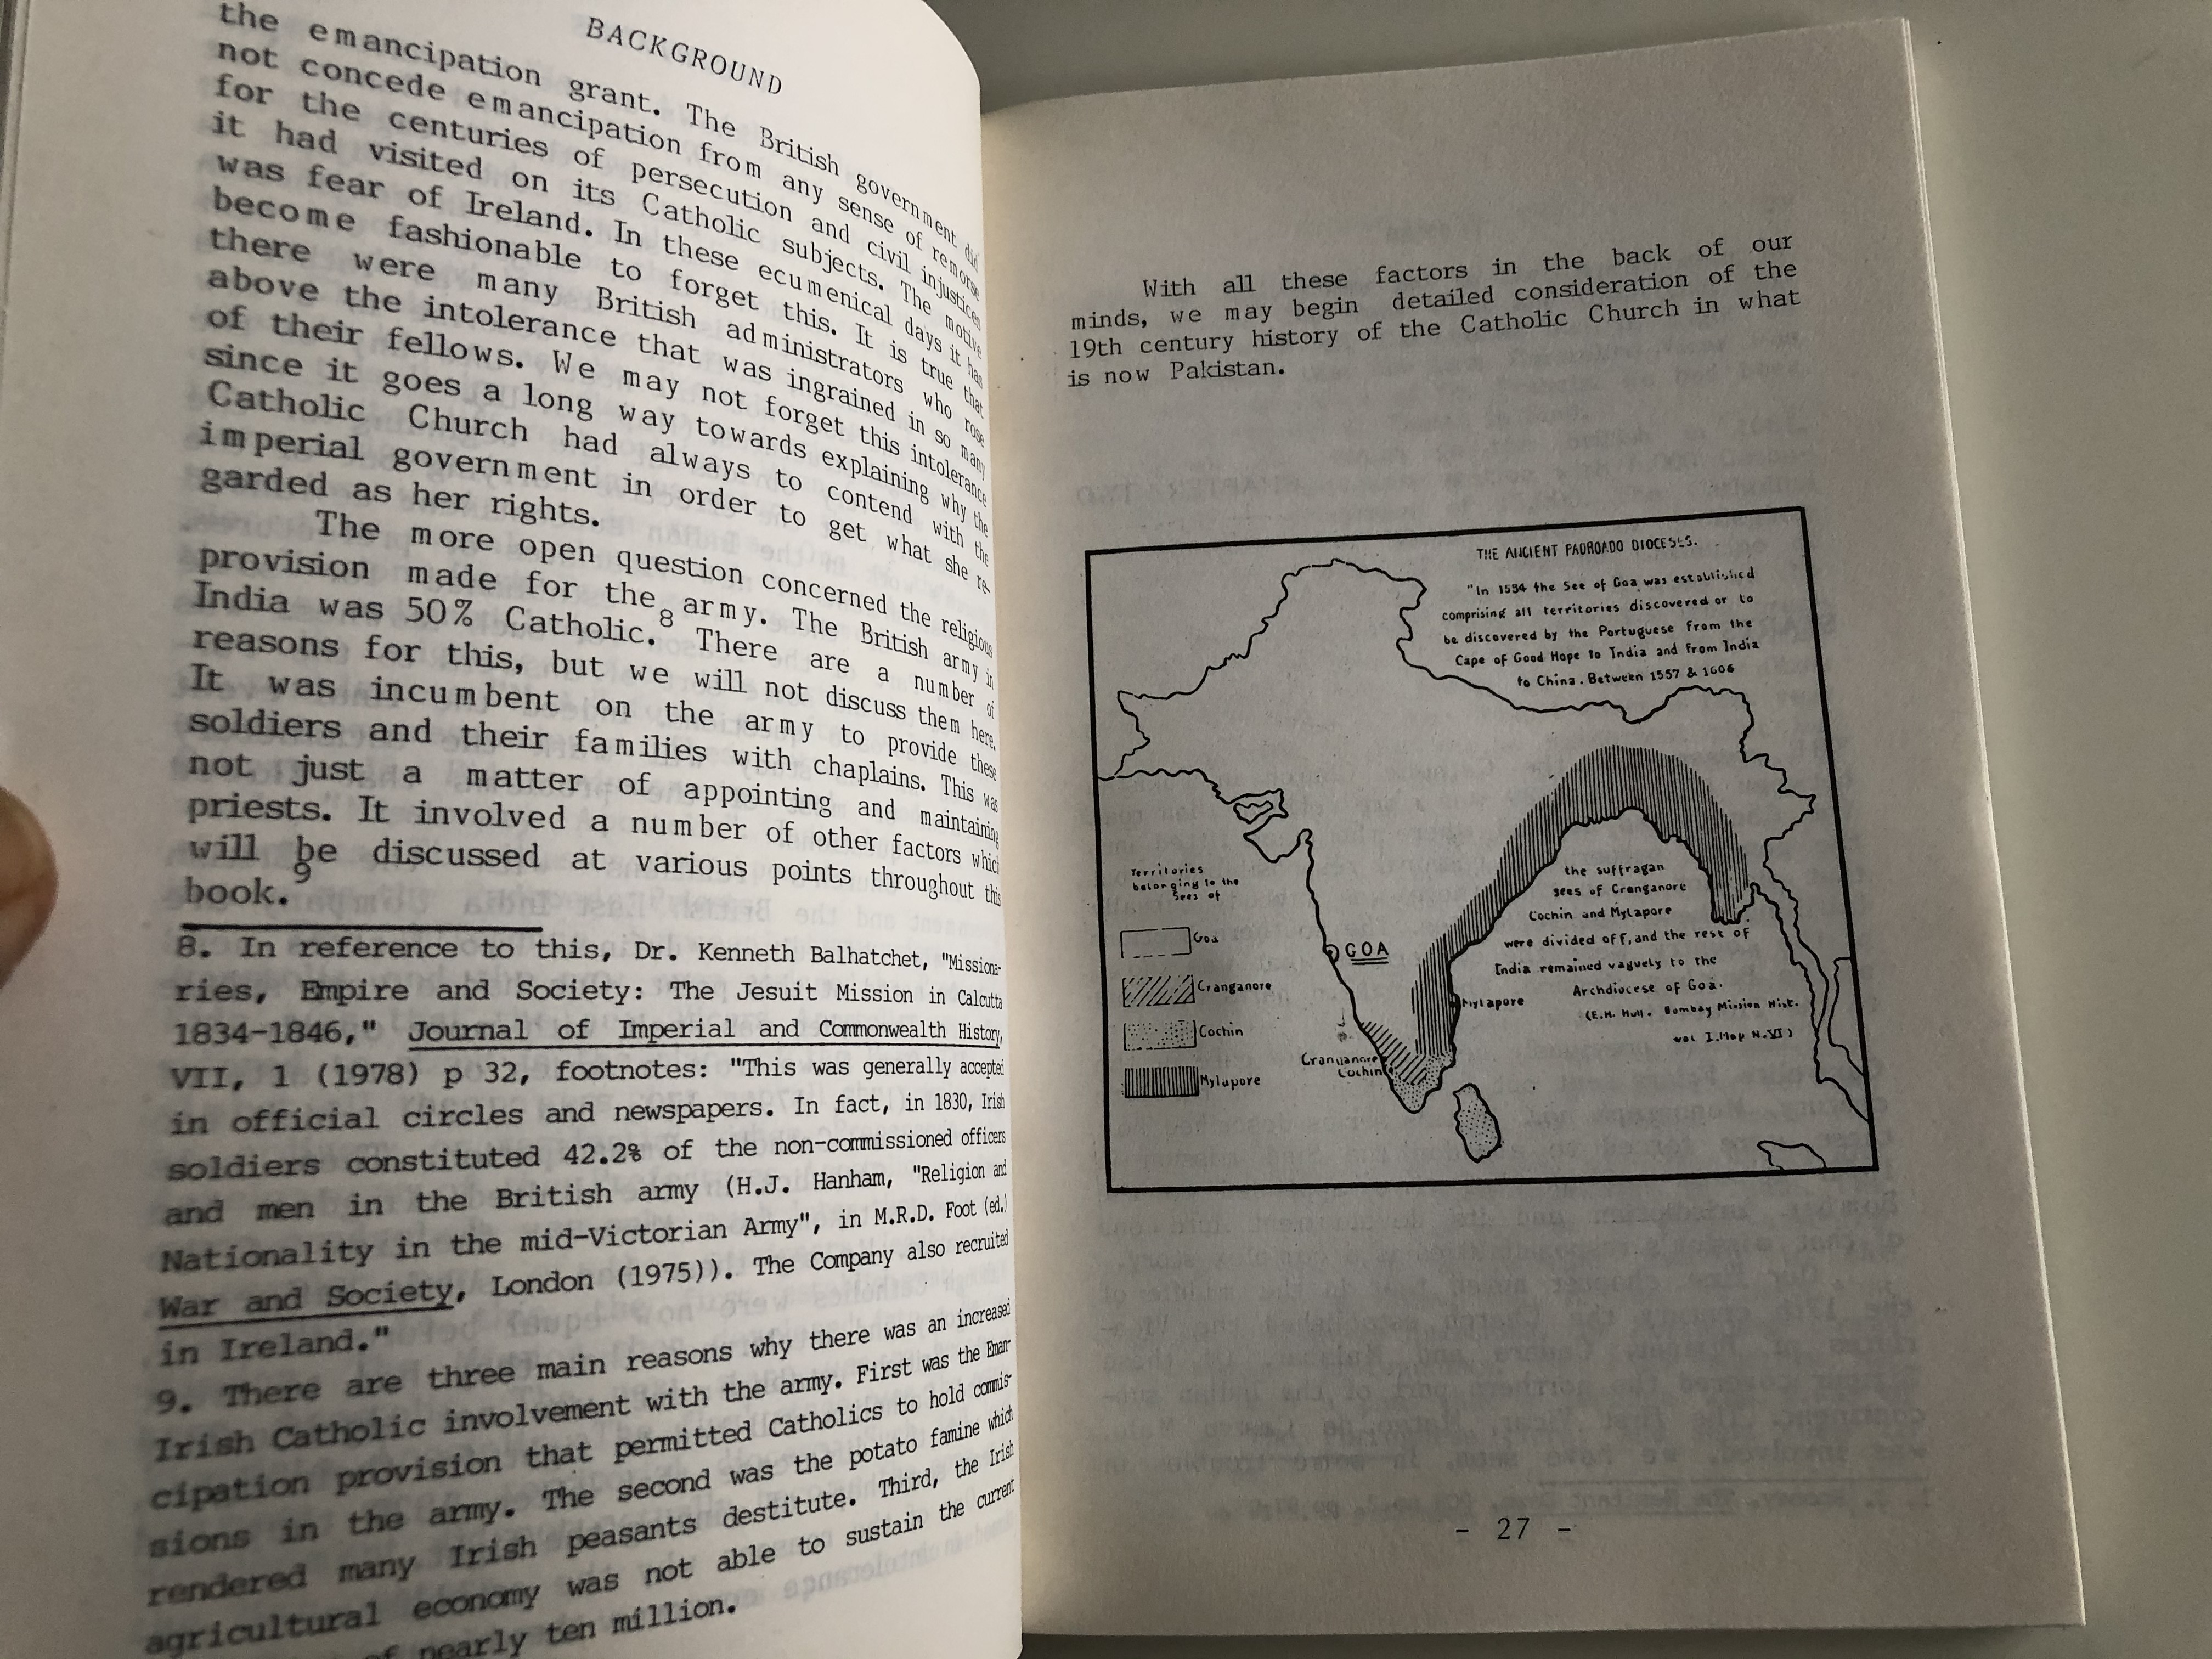 BACKGROUND
the emancipation grant. The British government did
not concede emancipation from any sense of remorse
for the centuries of persecution and civil injustices
it had visited on its Catholic subjects. The motive
was fear of Ireland. In these ecumenical days it has
become fashionable to forget this. It is true that
there were many British administrators who rose
above the intolerance that was ingrained in so many
of their fellows. We may not forget this intolerance
since it goes a long way towards explaining why the
Catholic Church had always to contend with the
imperial government in order to get what she re-
garded as her rights.
The more open question concerned the religious
provision made for the army. The British army in
India was 50% Catholic.8 There are a number of
reasons for this, but we will not discuss them here.
It was incumbent on the army to provide these
soldiers and their families with chaplains. This was
not just a matter of appointing and maintaining
priests. It involved a number of other factors which
will be discussed at various points throughout this
book.9
8. In reference to this, Dr. Kenneth Balhatchet, "Missiona-
ries, Empire and Society: The Jesuit Mission in Calcutta
1834-1846," Journal of Imperial and Commonwealth History,
VII, 1 (1978) p 32, footnotes: "This was generally accepted
in official circles and newspapers. In fact, in 1830, Irish
soldiers constituted 42.2% of the non-commissioned officers
and men in the British army (H.J. Hanham, "Religion and
Nationality in the mid-Victorian Army", in M.R.D. Foot (ed.)
War and Society, London (1975)). The Company also recruited
in Ireland."
9. There are three main reasons why there was an increased
Irish Catholic involvement with the army. First was the Eman-
cipation provision that permitted Catholics to hold commis-
sions in the army. The second was the potato famine which
rendered many Irish peasants destitute. Third, the Irish
agricultural economy was not able to sustain the current
of nearly ten million.
With all these factors in the back of our
minds, we may begin detailed consideration of the
19th century history of the Catholic Church in what
is now Pakistan.
THE ANCIENT PADROADO DIOCESES.
"In 1534 the See of Goa was established
comprising all territories discovered or to
be discovered by the Portuguese from the
Cape of Good Hope to India and from India
to China. Between 1557 & 1606
the suffragan
sees of Cranganore
Cochin and Mylapore
were divided off, and the rest of
India remained vaguely to the
Archdiocese of Goa.
(E.H. Hull. Bombay Mission Hist.
vol I. Map N.VI)
Territories
belonging to the
Sees of
Goa
Cranganore
Cochin
Mylapore
GOA
Mylapore
Cranganore
Cochin
- 27 -